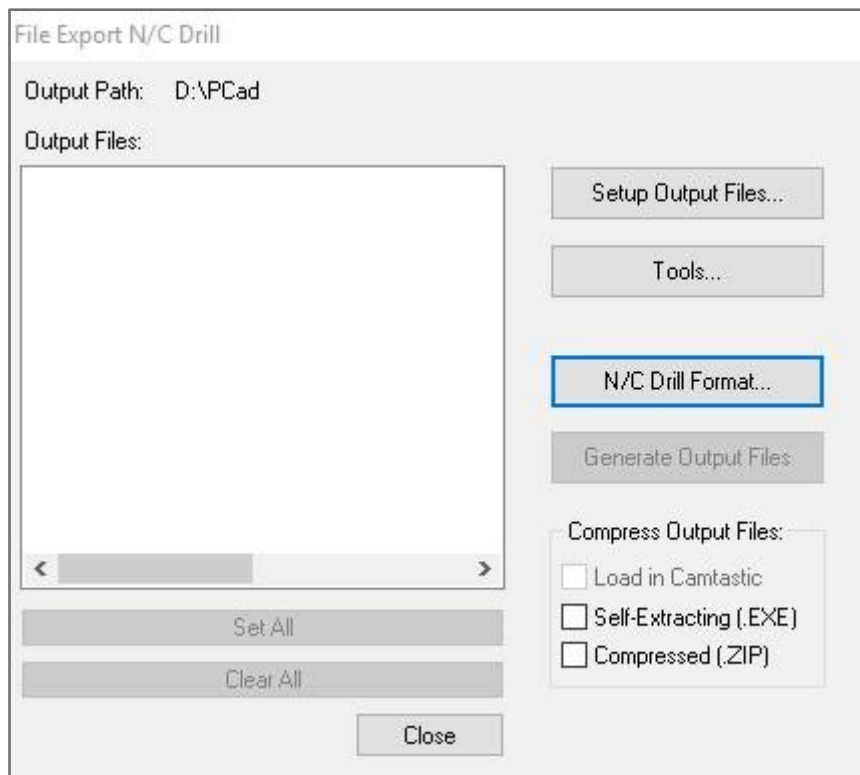 File Export N/C Drill
Output Path: D:\PCad
Output Files:
Setup Output Files...
Tools...
N/C Drill Format...
Generate Output Files
Compress Output Files:
Load in Camtastic
Self-Extracting (.EXE)
Compressed (.ZIP)
Set All
Clear All
Close